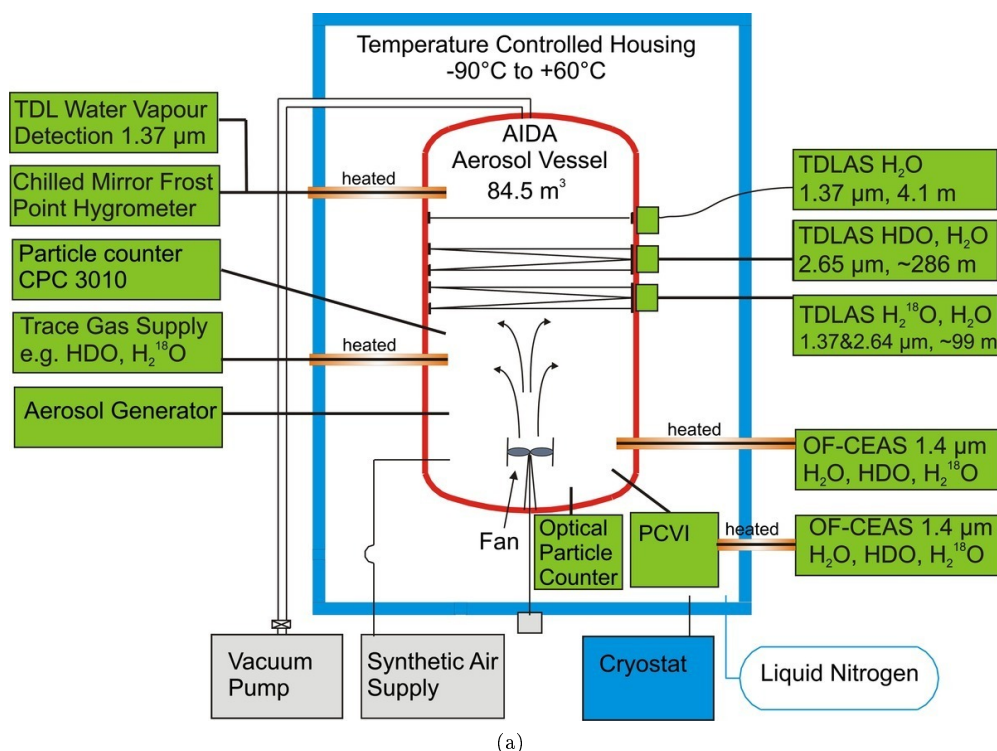 Temperature Controlled Housing
-90°C to +60°C
AIDA
Aerosol Vessel
84.5 m³
TDL Water Vapour
Detection 1.37 µm
Chilled Mirror Frost
Point Hygrometer
heated
Particle counter
CPC 3010
Trace Gas Supply
e.g. HDO, H₂¹⁸O
heated
Aerosol Generator
TDLAS H₂O
1.37 µm, 4.1 m
TDLAS HDO, H₂O
2.65 µm, ~286 m
TDLAS H₂¹⁸O, H₂O
1.37&2.64 µm, ~99 m
heated
OF-CEAS 1.4 µm
H₂O, HDO, H₂¹⁸O
heated
OF-CEAS 1.4 µm
H₂O, HDO, H₂¹⁸O
Fan
Optical
Particle
Counter
PCVI
Vacuum
Pump
Synthetic Air
Supply
Cryostat
Liquid Nitrogen
(a)